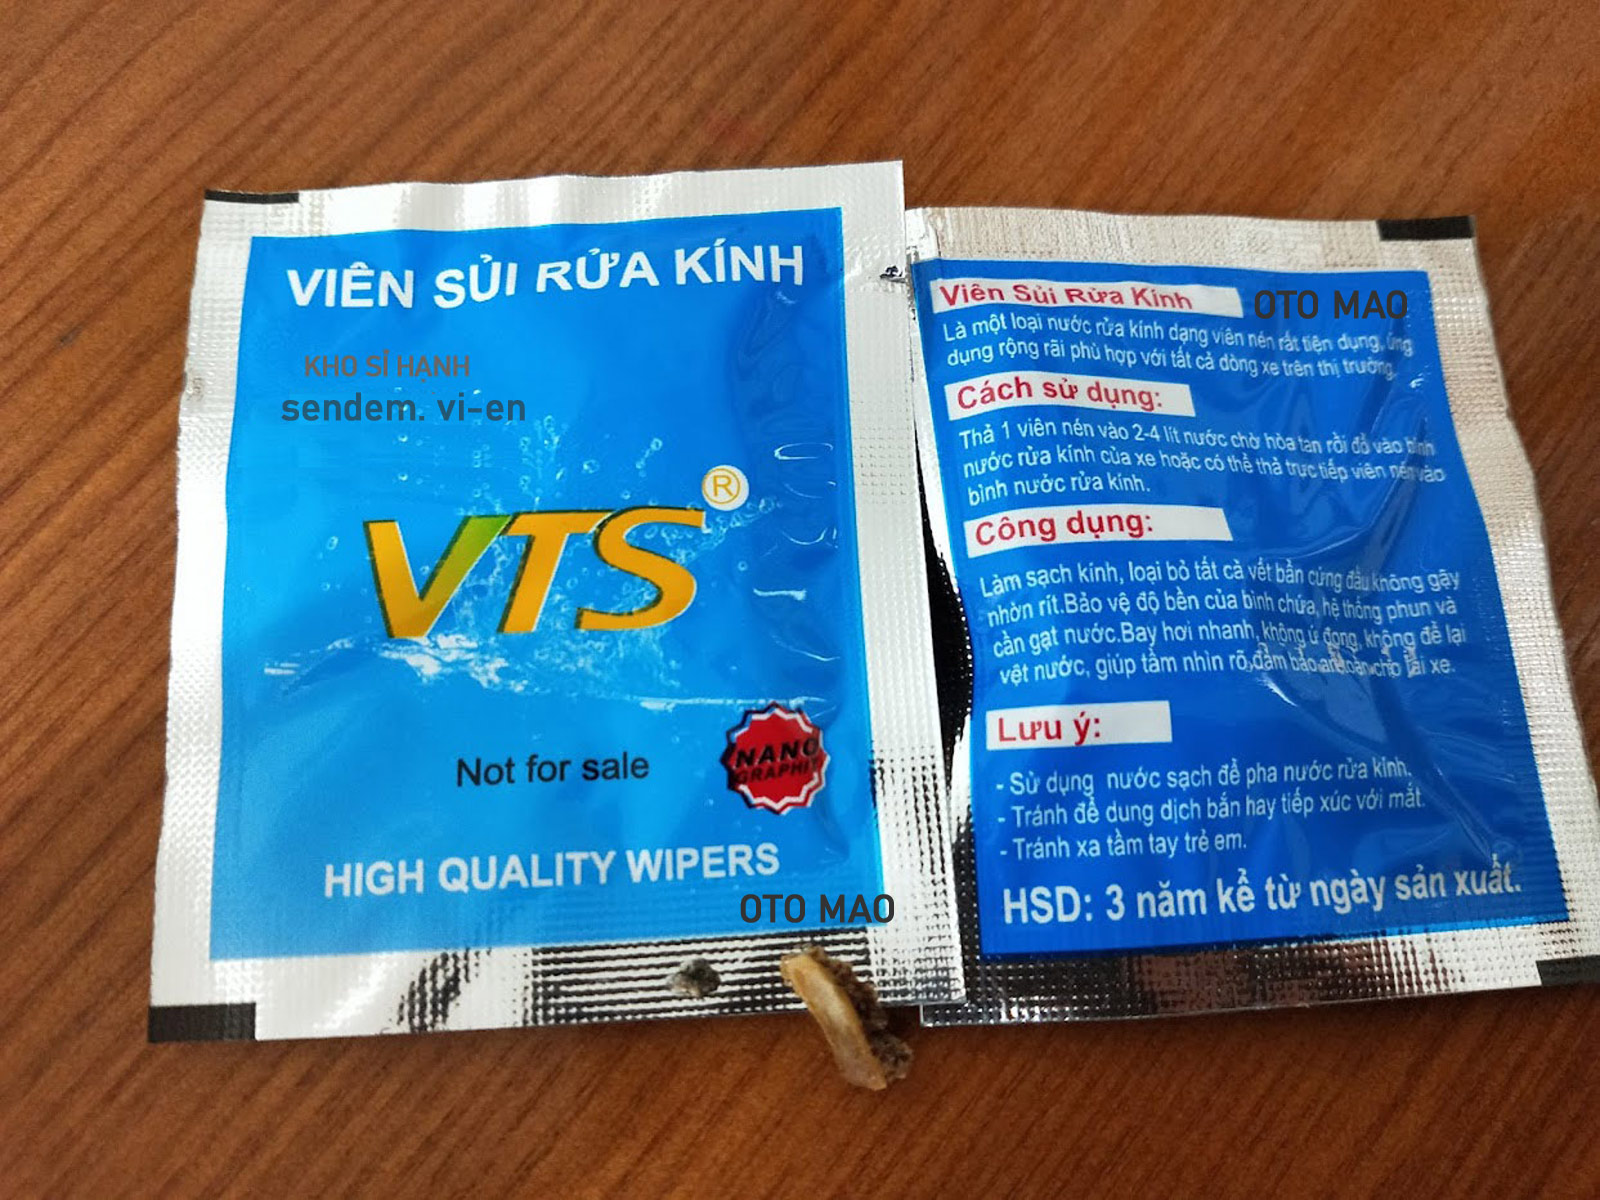 VIÊN SỦI RỬA KÍNH
KHO SỈ HẠNH
sendem. vi-en
VTS®
Not for sale
NANO
GRAPHIT
HIGH QUALITY WIPERS
OTO MAO
Viên Sủi Rửa Kính
OTO MAO
Là một loại nước rửa kính dạng viên nén rất tiện dụng, ứng
dụng rộng rãi phù hợp với tất cả dòng xe trên thị trường.
Cách sử dụng:
Thả 1 viên nén vào 2-4 lít nước chờ hòa tan rồi đổ vào bình
nước rửa kính của xe hoặc có thể thả trực tiếp viên nén vào
bình nước rửa kính.
Công dụng:
Làm sạch kính, loại bỏ tất cả vết bẩn cứng đầu không gây
nhờn rít.Bảo vệ độ bền của bình chứa, hệ thống phun và
cần gạt nước.Bay hơi nhanh, không ứ đọng, không để lại
vệt nước, giúp tầm nhìn rõ,đảm bảo an toàn cho lái xe.
Lưu ý:
- Sử dụng nước sạch để pha nước rửa kính.
- Tránh để dung dịch bắn hay tiếp xúc với mắt.
- Tránh xa tầm tay trẻ em.
HSD: 3 năm kể từ ngày sản xuất.